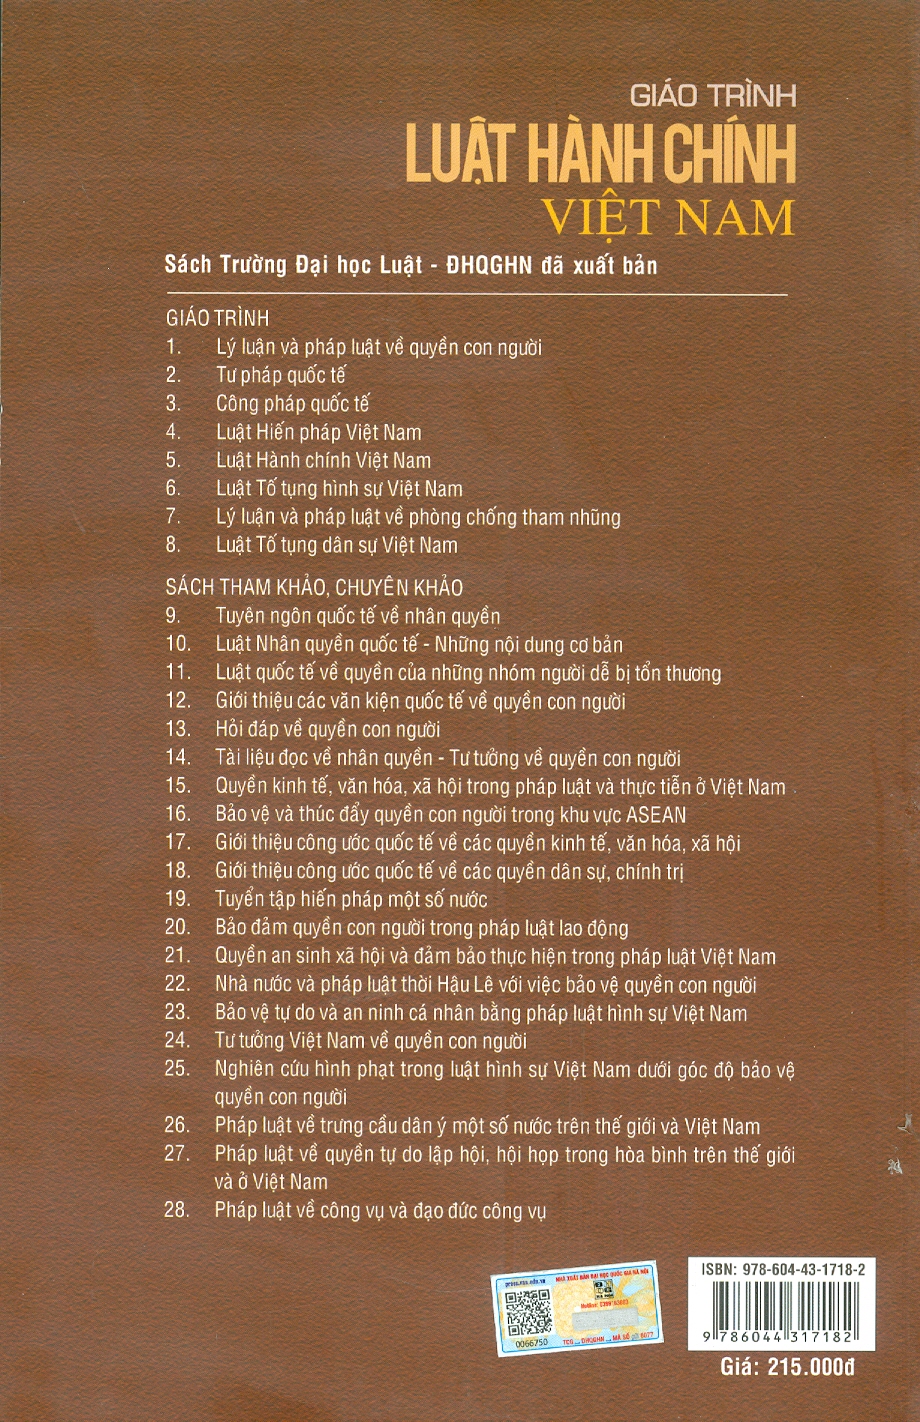 GIÁO TRÌNH
LUẬT HÀNH CHÍNH
VIỆT NAM
Sách Trường Đại học Luật - ĐHQGHN đã xuất bản
GIÁO TRÌNH
1. Lý luận và pháp luật về quyền con người
2. Tư pháp quốc tế
3. Công pháp quốc tế
4. Luật Hiến pháp Việt Nam
5. Luật Hành chính Việt Nam
6. Luật Tố tụng hình sự Việt Nam
7. Lý luận và pháp luật về phòng chống tham nhũng
8. Luật Tố tụng dân sự Việt Nam
SÁCH THAM KHẢO, CHUYÊN KHẢO
9. Tuyên ngôn quốc tế về nhân quyền
10. Luật Nhân quyền quốc tế - Những nội dung cơ bản
11. Luật quốc tế về quyền của những nhóm người dễ bị tổn thương
12. Giới thiệu các văn kiện quốc tế về quyền con người
13. Hỏi đáp về quyền con người
14. Tài liệu đọc về nhân quyền - Tư tưởng về quyền con người
15. Quyền kinh tế, văn hóa, xã hội trong pháp luật và thực tiễn ở Việt Nam
16. Bảo vệ và thúc đẩy quyền con người trong khu vực ASEAN
17. Giới thiệu công ước quốc tế về các quyền kinh tế, văn hóa, xã hội
18. Giới thiệu công ước quốc tế về các quyền dân sự, chính trị
19. Tuyển tập hiến pháp một số nước
20. Bảo đảm quyền con người trong pháp luật lao động
21. Quyền an sinh xã hội và đảm bảo thực hiện trong pháp luật Việt Nam
22. Nhà nước và pháp luật thời Hậu Lê với việc bảo vệ quyền con người
23. Bảo vệ tự do và an ninh cá nhân bằng pháp luật hình sự Việt Nam
24. Tư tưởng Việt Nam về quyền con người
25. Nghiên cứu hình phạt trong luật hình sự Việt Nam dưới góc độ bảo vệ
quyền con người
26. Pháp luật về trưng cầu dân ý một số nước trên thế giới và Việt Nam
27. Pháp luật về quyền tự do lập hội, hội họp trong hòa bình trên thế giới
và ở Việt Nam
28. Pháp luật về công vụ và đạo đức công vụ
press.vnu.edu.vn
NHÀ XUẤT BẢN ĐẠI HỌC QUỐC GIA HÀ NỘI
Hotline:
0066750
ĐHQGHN
MÃ SỐ
ISBN: 978-604-43-1718-2
9 786044 317182
Giá: 215.000đ